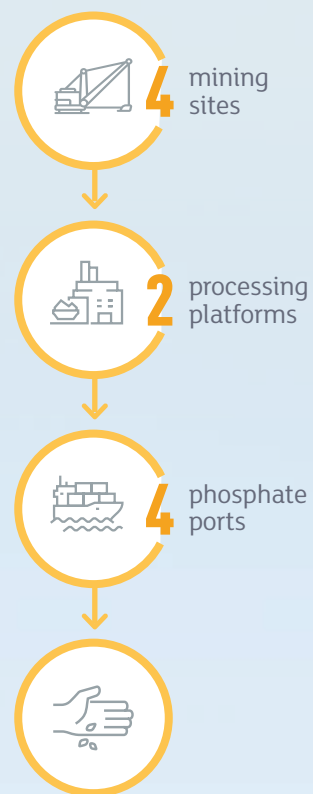 4 mining
sites
2 processing
platforms
4 phosphate
ports